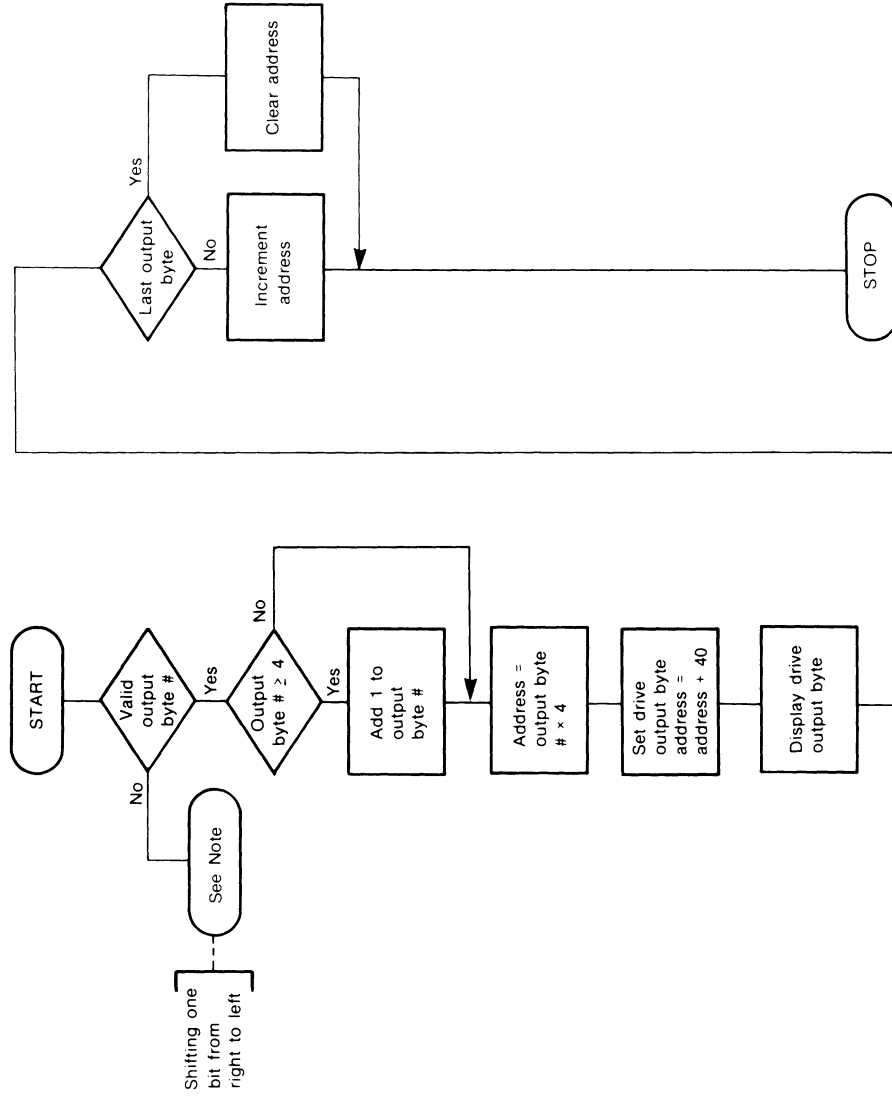 START
Valid
output
byte #
No
Yes
See Note
Shifting one
bit from
right to left
Output
byte # ≥ 4
No
Yes
Add 1 to
output
byte #
Address =
output byte
# × 4
Set drive
output byte
address =
address + 40
Display drive
output byte
Last output
byte
Yes
No
Clear address
Increment
address
STOP